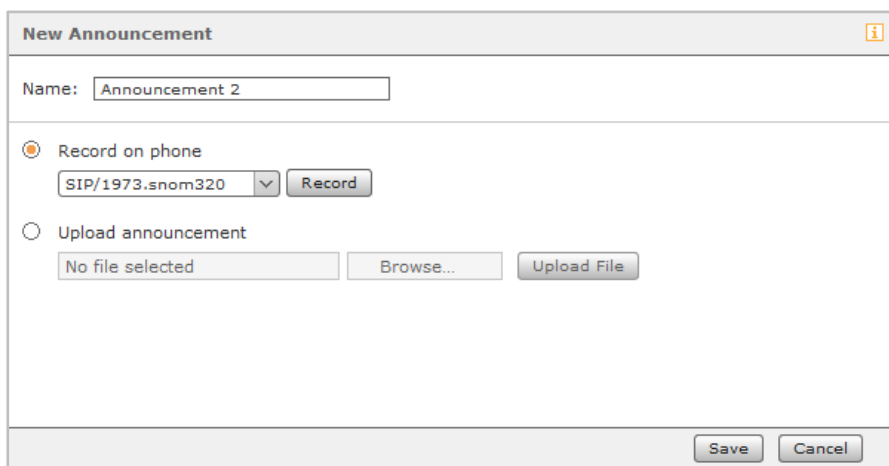 New Announcement
Name: Announcement 2
Record on phone
SIP/1973.snom320 Record
Upload announcement
No file selected Browse... Upload File
Save Cancel